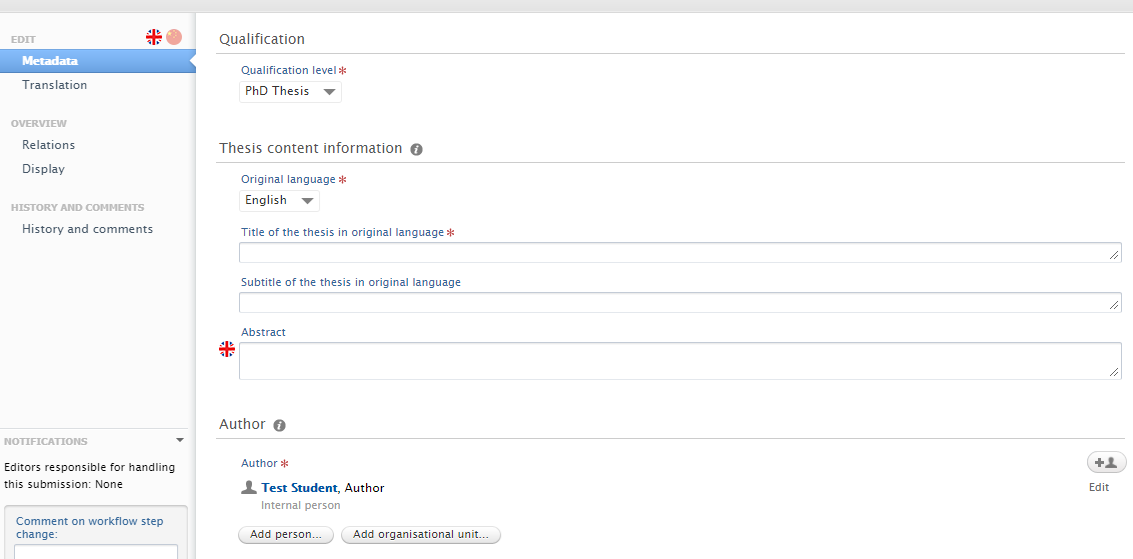 EDIT
Metadata
Translation
OVERVIEW
Relations
Display
HISTORY AND COMMENTS
History and comments
NOTIFICATIONS
Editors responsible for handling
this submission: None
Comment on workflow step
change:
Qualification
Qualification level *
PhD Thesis
Thesis content information i
Original language *
English
Title of the thesis in original language *
Subtitle of the thesis in original language
Abstract
Author i
Author *
Test Student, Author
Edit
Internal person
Add person... Add organisational unit...